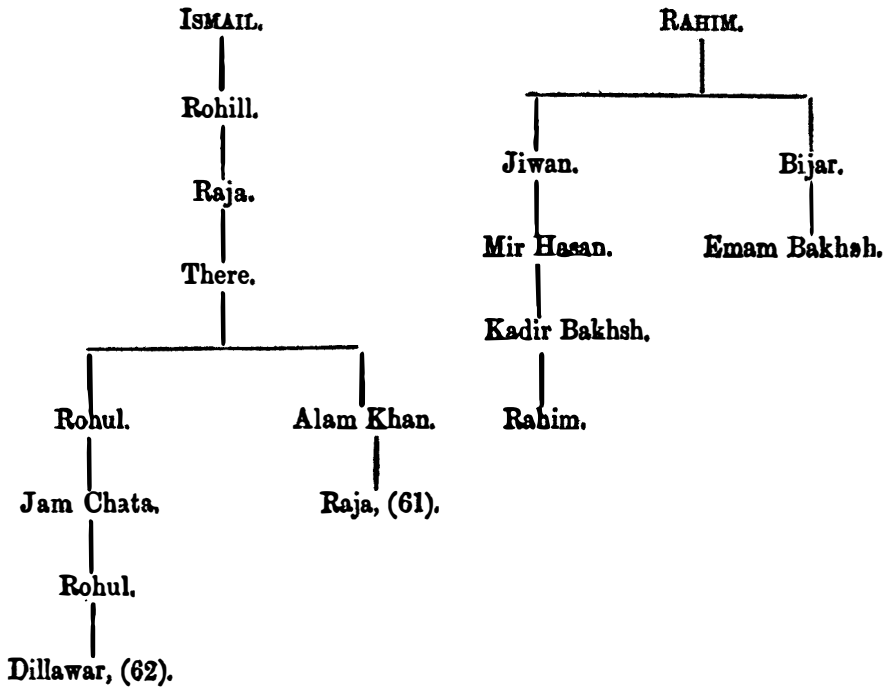 ISMAIL.
Rohill.
Raja.
There.
Rohul.
Alam Khan.
Jam Chata.
Raja, (61).
Rohul.
Dillawar, (62).
RAHIM.
Jiwan.
Bijar.
Mir Hasan.
Emam Bakhsh.
Kadir Bakhsh.
Rahim.